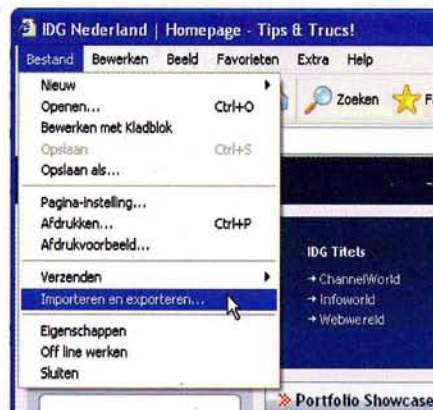 IDG Nederland | Homepage - Tips & Trucs!
Bestand Bewerken Beeld Favorieten Extra Help
Zoeken
Nieuw
Openen... Ctrl+O
Bewerken met Kladblok
Opslaan Ctrl+S
Opslaan als...
Pagina-instelling...
Afdrukken... Ctrl+P
Afdrukvoorbeeld...
Verzenden
Importeren en exporteren...
Eigenschappen
Off line werken
Sluiten
IDG Titels
ChannelWorld
Infoworld
Webwereld
Portfolio Showcase